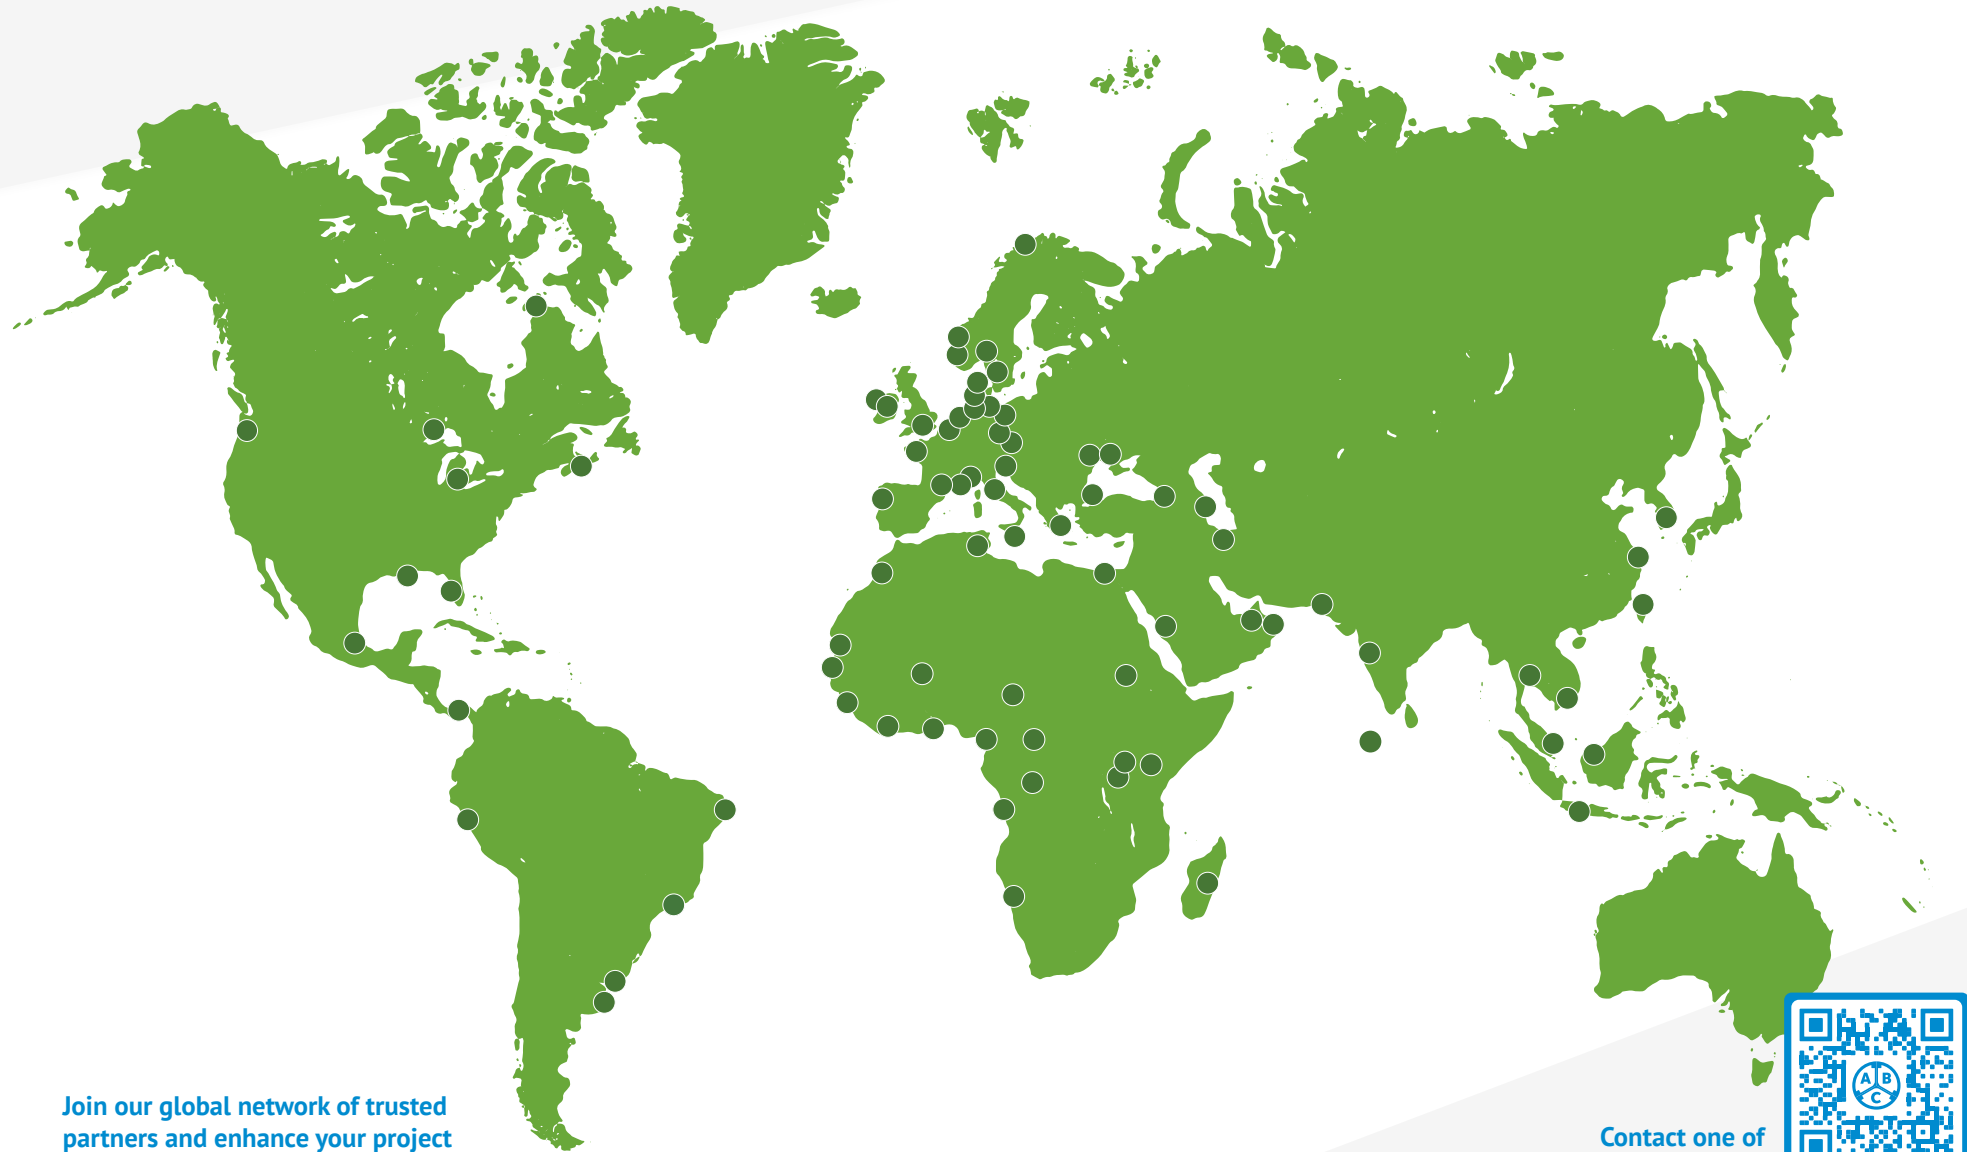 Join our global network of trusted
partners and enhance your project
Contact one of
A B
C